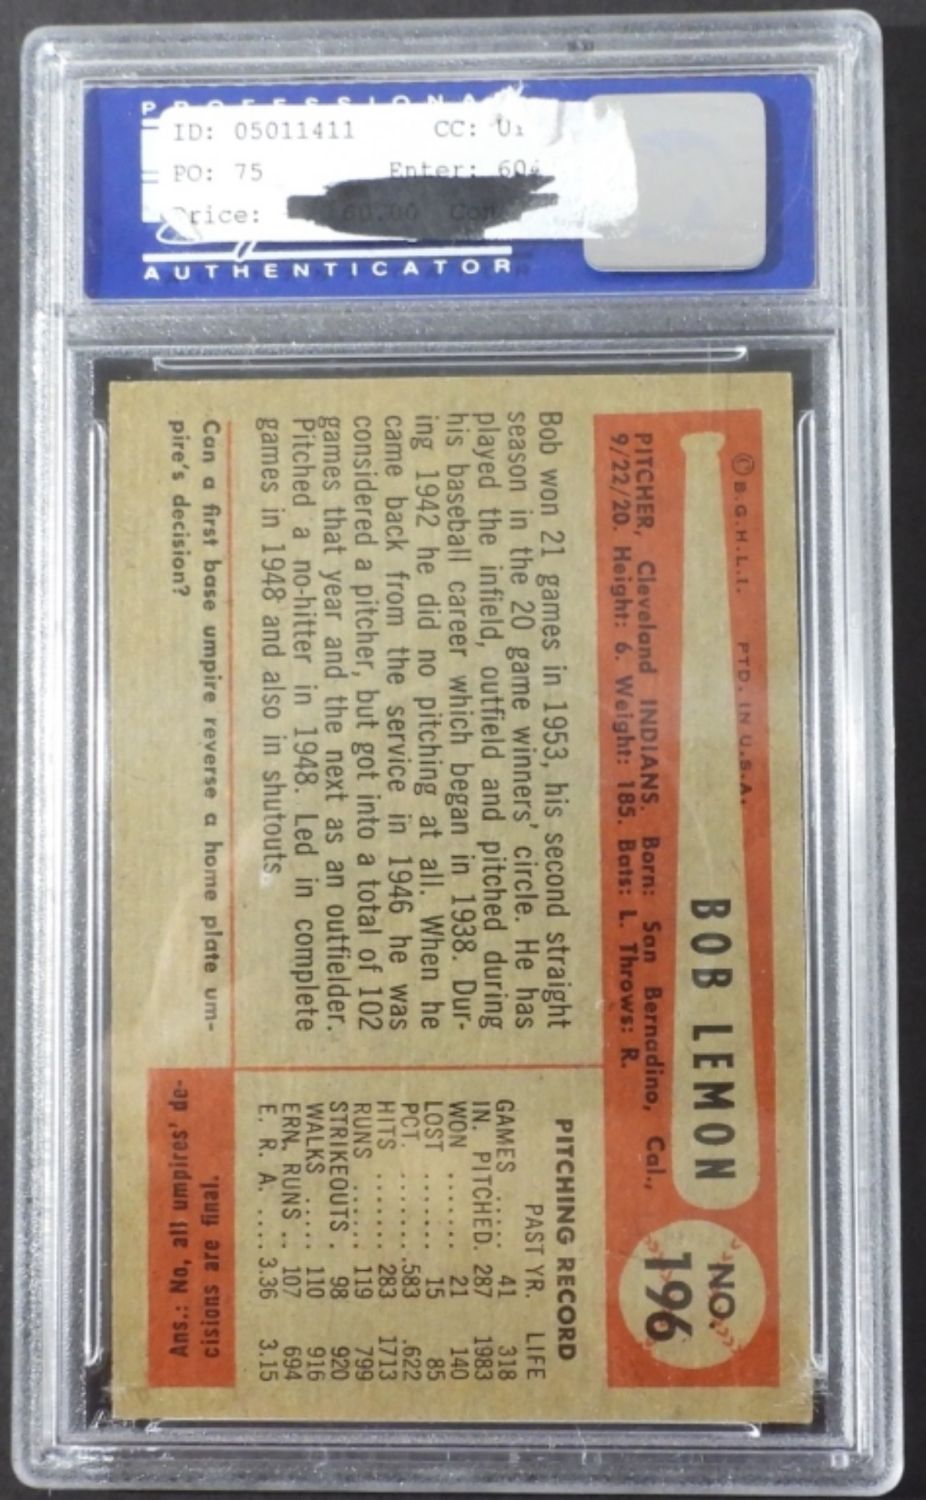 PROFESSIONAL
ID: 05011411 CC:
PO: 75 Enter:
Price: 60.00
AUTHENTICATOR
© B.G.H.L.I. PTD. IN U.S.A.
BOB LEMON
NO.
196
PITCHER, Cleveland INDIANS. Born: San Bernadino, Cal.,
9/22/20. Height: 6. Weight: 185. Bats: L. Throws: R.
Bob won 21 games in 1953, his second straight
season in the 20 game winners' circle. He has
played the infield, outfield and pitched during
his baseball career which began in 1938. Dur-
ing 1942 he did no pitching at all. When he
came back from the service in 1946 he was
considered a pitcher, but got into a total of 102
games that year and the next as an outfielder.
Pitched a no-hitter in 1948. Led in complete
games in 1948 and also in shutouts.
PITCHING RECORD
PAST YR. LIFE
GAMES ..... 41 318
IN. PITCHED. 287 1983
WON ...... 21 140
LOST ...... 15 85
PCT. ....... .583 .622
HITS ....... 283 1713
RUNS ...... 119 799
STRIKEOUTS . 98 920
WALKS ..... 110 916
ERN. RUNS .. 107 694
E. R. A. .... 3.36 3.15
Can a first base umpire reverse a home plate um-
pire's decision?
Ans.: No, all umpires' de-
cisions are final.